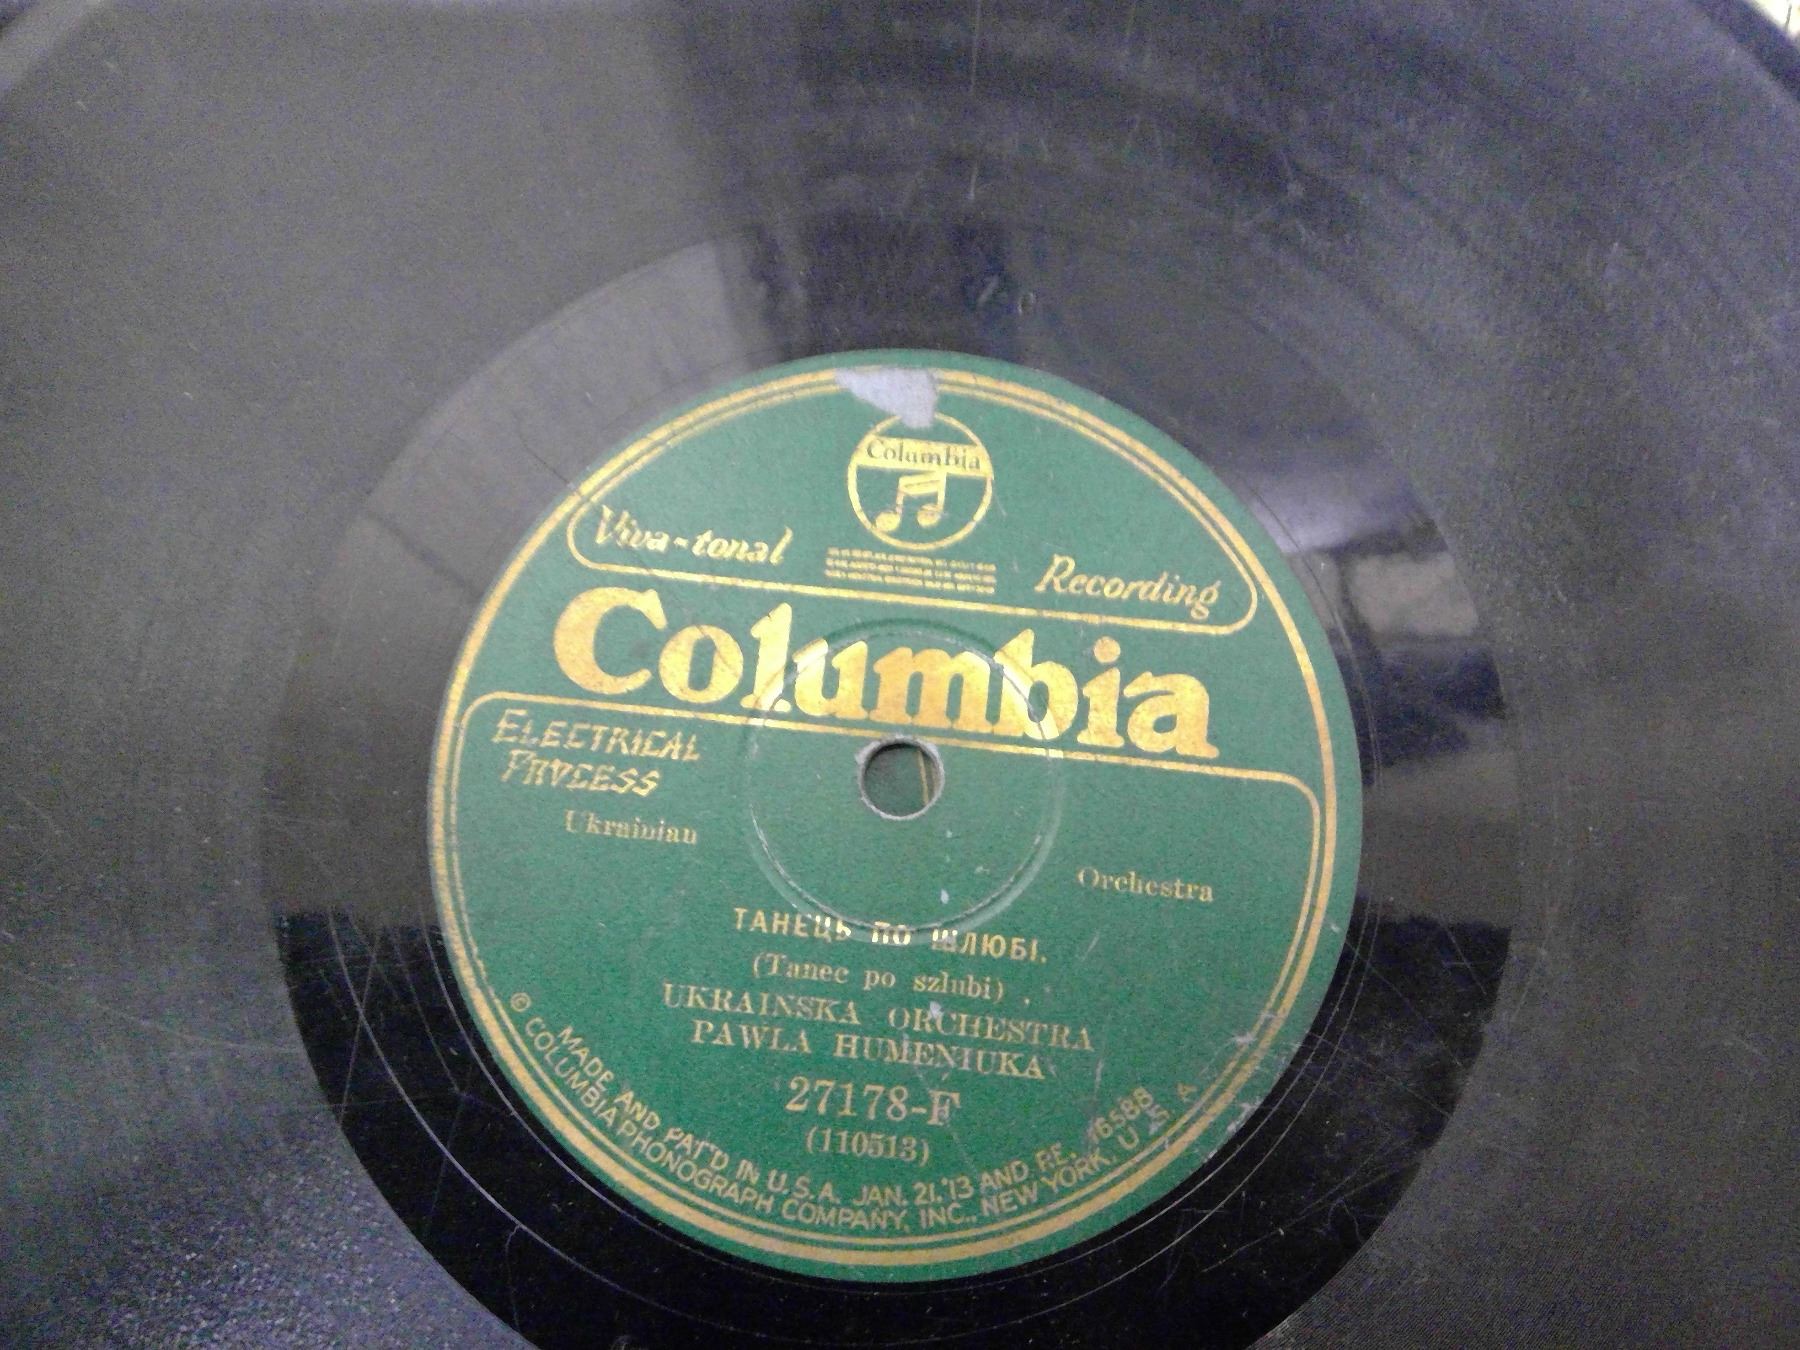 Columbia
Viva-tonal Recording
Columbia
ELECTRICAL
PROCESS
Ukrainian Orchestra
ТАНЕЦЬ ПО ШЛЮБІ.
(Tanec po szlubi)
UKRAINSKA ORCHESTRA
PAWLA HUMENIUKA
27178-F
(110513)
MADE AND PAT'D IN U.S.A. JAN. 21, '13 AND RE. 16588
© COLUMBIA PHONOGRAPH COMPANY, INC., NEW YORK, U.S.A